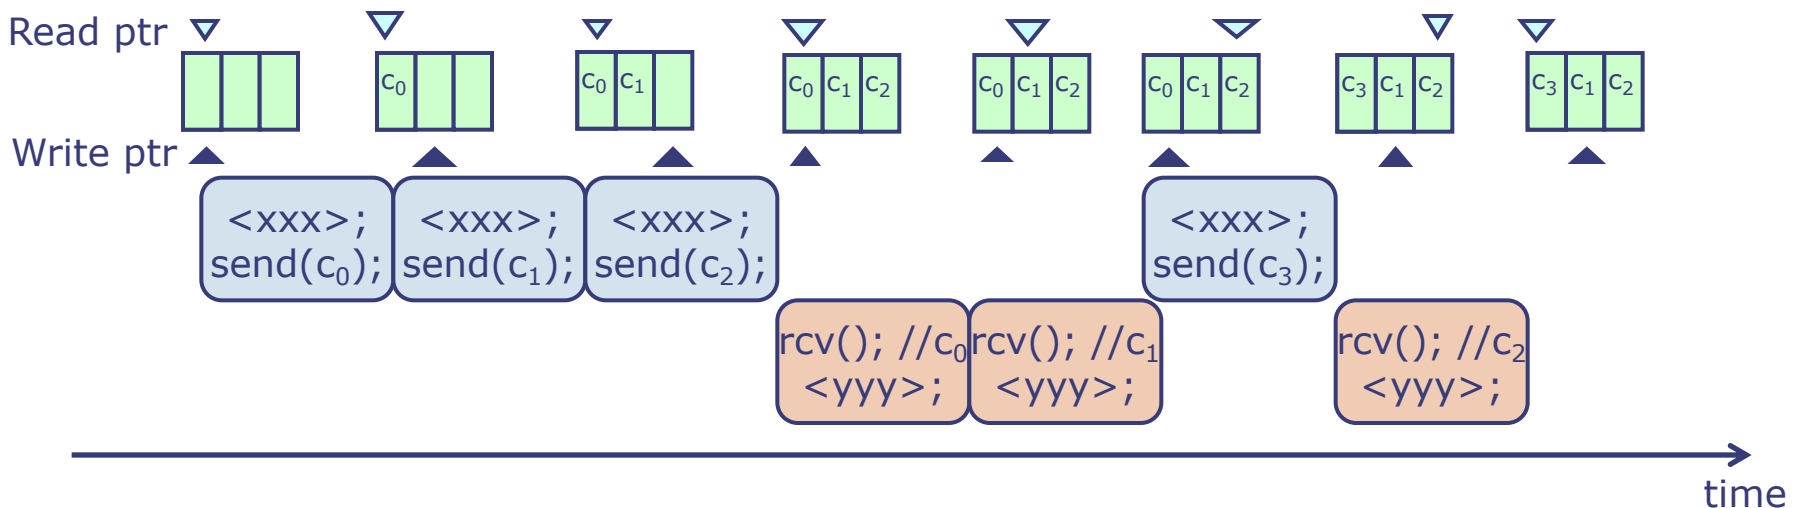 Read ptr
c₀
c₀ c₁
c₀ c₁ c₂
c₀ c₁ c₂
c₀ c₁ c₂
c₃ c₁ c₂
c₃ c₁ c₂
Write ptr
<xxx>;
send(c₀);
<xxx>;
send(c₁);
<xxx>;
send(c₂);
rcv(); //c₀
<yyy>;
rcv(); //c₁
<yyy>;
<xxx>;
send(c₃);
rcv(); //c₂
<yyy>;
time